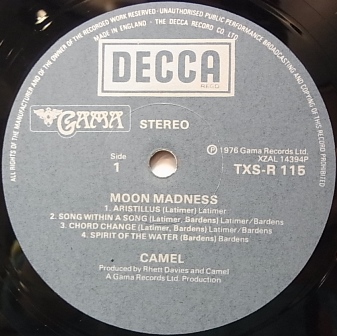 ALL RIGHTS OF THE MANUFACTURER AND OF THE OWNER OF THE RECORDED WORK RESERVED · UNAUTHORISED PUBLIC PERFORMANCE BROADCASTING AND COPYING OF THIS RECORD PROHIBITED
MADE IN ENGLAND · THE DECCA RECORD CO. LTD.
DECCA
RECD
GAMA
STEREO
Side
1
Ⓟ 1976 Gama Records Ltd.
XZAL 14394P
TXS-R 115
MOON MADNESS
1. ARISTILLUS (Latimer) Latimer
2. SONG WITHIN A SONG (Latimer, Bardens) Latimer/Bardens
3. CHORD CHANGE (Latimer, Bardens) Latimer/Bardens
4. SPIRIT OF THE WATER (Bardens) Bardens
CAMEL
Produced by Rhett Davies and Camel
A Gama Records Ltd. Production